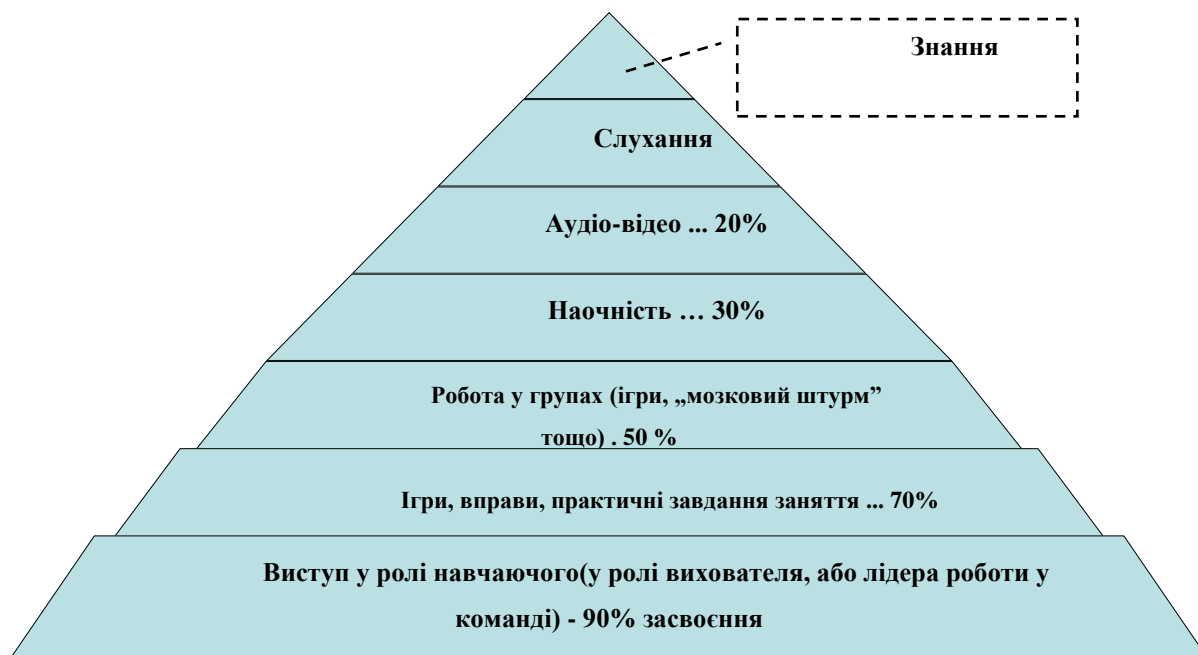 Знання
Слухання
Аудіо-відео ... 20%
Наочність … 30%
Робота у групах (ігри, „мозковий штурм”
тощо) . 50 %
Ігри, вправи, практичні завдання заняття ... 70%
Виступ у ролі навчаючого(у ролі вихователя, або лідера роботи у
команді) - 90% засвоєння